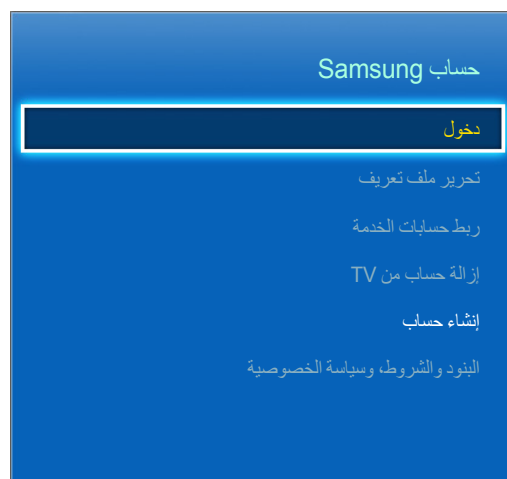 حساب Samsung
دخول
تحرير ملف تعريف
ربط حسابات الخدمة
إزالة حساب من TV
إنشاء حساب
البنود والشروط، وسياسة الخصوصية